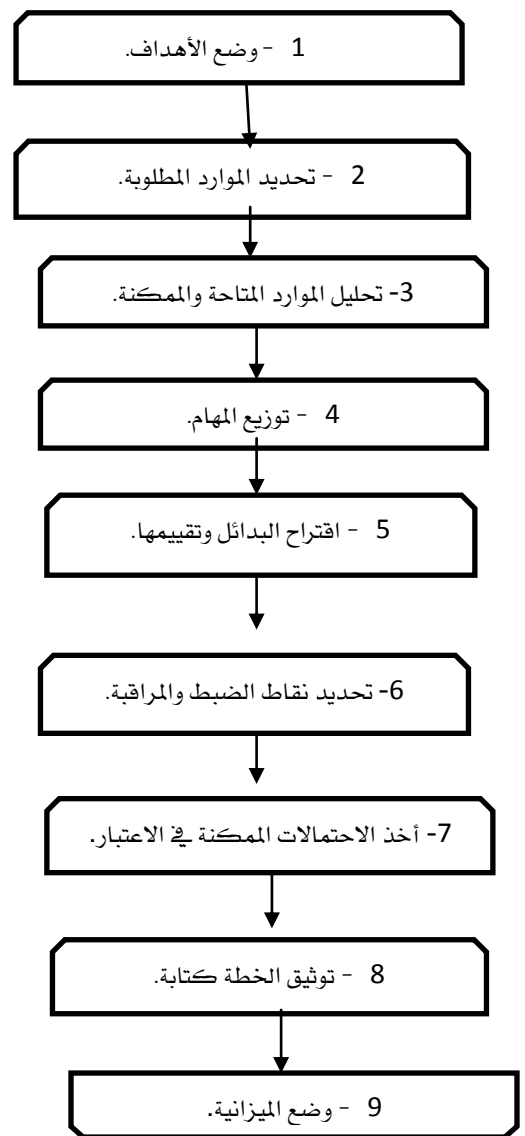 1 - وضع الأهداف.
2 - تحديد الموارد المطلوبة.
3- تحليل الموارد المتاحة والممكنة.
4 - توزيع المهام.
5 - اقتراح البدائل وتقييمها.
6- تحديد نقاط الضبط والمراقبة.
7- أخذ الاحتمالات الممكنة في الاعتبار.
8 - توثيق الخطة كتابة.
9 - وضع الميزانية.